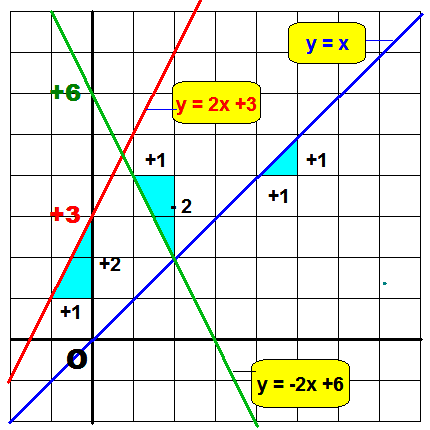 y = x
+6
y = 2x +3
+1
- 2
+1
+3
+1
+2
+1
O
y = -2x +6